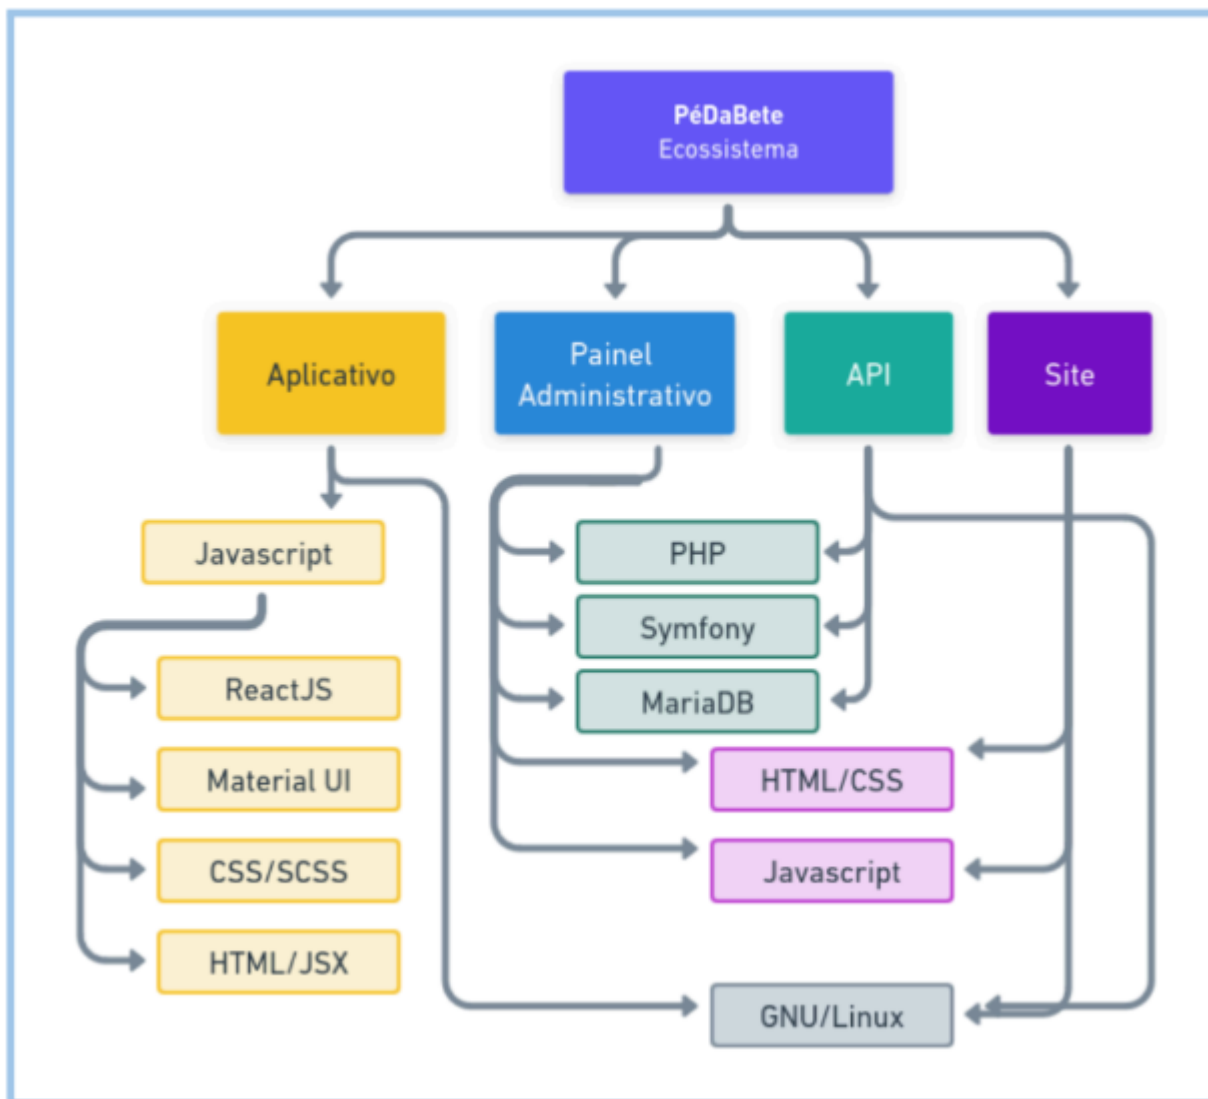 PéDaBete
Ecossistema
Aplicativo
Painel
Administrativo
API
Site
Javascript
PHP
Symfony
MariaDB
ReactJS
Material UI
CSS/SCSS
HTML/JSX
HTML/CSS
Javascript
GNU/Linux